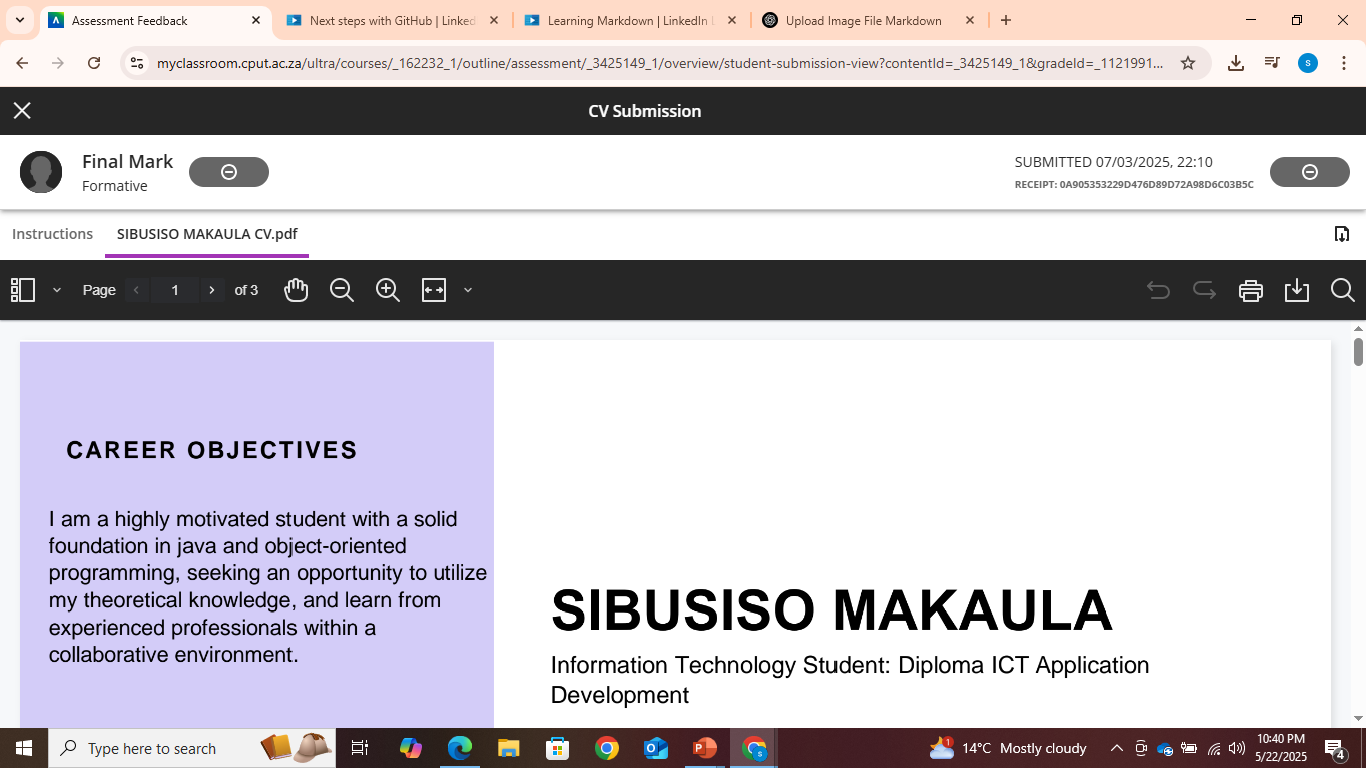 Assessment Feedback
Next steps with GitHub | Linked
Learning Markdown | LinkedIn L
Upload Image File Markdown
myclassroom.cput.ac.za/ultra/courses/_162232_1/outline/assessment/_3425149_1/overview/student-submission-view?contentId=_3425149_1&gradeId=_1121991...
s
CV Submission
Final Mark
Formative
SUBMITTED 07/03/2025, 22:10
RECEIPT: 0A905353229D476D89D72A98D6C03B5C
Instructions
SIBUSISO MAKAULA CV.pdf
Page
1
of 3
CAREER OBJECTIVES
I am a highly motivated student with a solid
foundation in java and object-oriented
programming, seeking an opportunity to utilize
my theoretical knowledge, and learn from
experienced professionals within a
collaborative environment.
SIBUSISO MAKAULA
Information Technology Student: Diploma ICT Application
Development
Type here to search
14°C Mostly cloudy
10:40 PM
5/22/2025
4